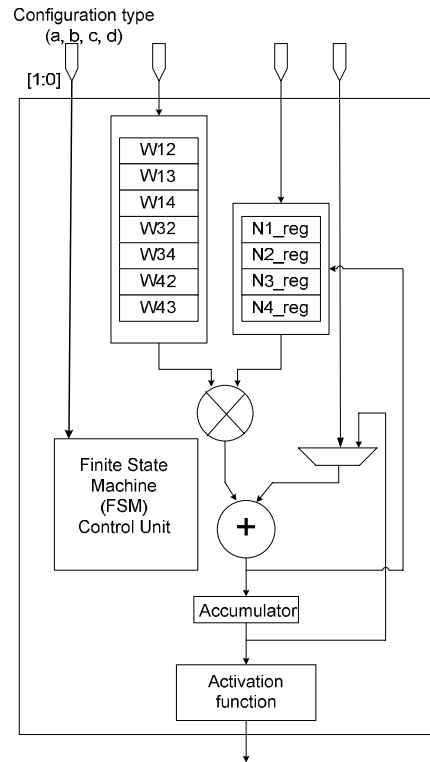 Configuration type
(a, b, c, d)
[1:0]
W12
W13
W14
W32
W34
W42
W43
N1_reg
N2_reg
N3_reg
N4_reg
Finite State
Machine
(FSM)
Control Unit
+
Accumulator
Activation
function